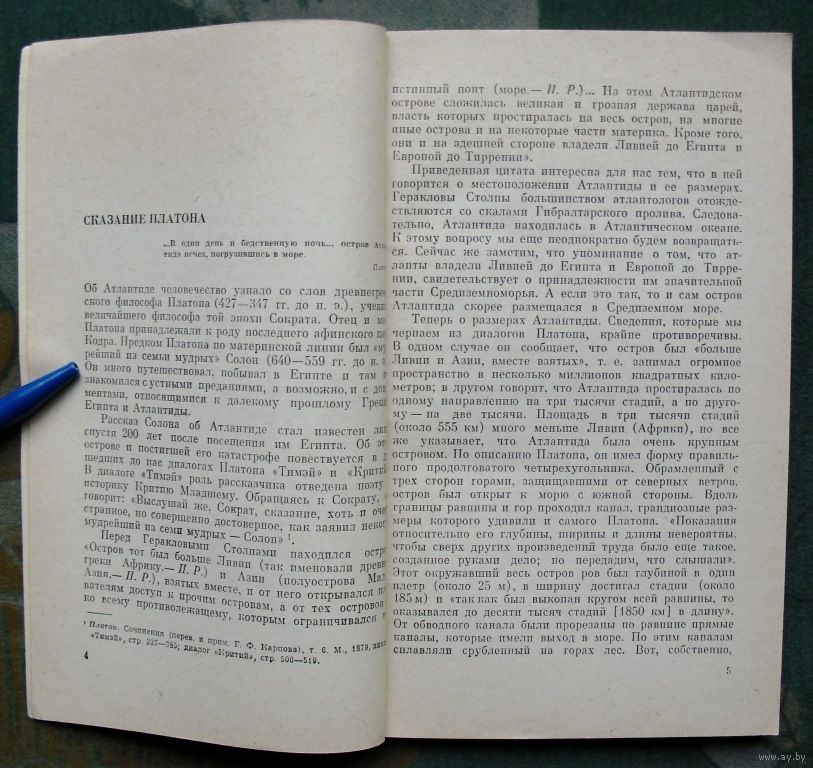 СКАЗАНИЕ ПЛАТОНА
...В один день и бедственную ночь... остров Атлан
тида исчез, погрузившись в море.
Плат
Об Атлантиде человечество узнало со слов древнегреч
ского философа Платона (427—347 гг. до н. э.), учени
величайшего философа той эпохи Сократа. Отец и ма
Платона принадлежали к роду последнего афинского ца
Кодра. Предком Платона по материнской линии был «му
рейший из семьи мудрых» Солон (640—559 гг. до н. э
Он много путешествовал, побывал в Египте и там п
знакомился с устными преданиями, а возможно, и с док
ментами, относящимися к далекому прошлому Греци
Египта и Атлантиды.
Рассказ Солона об Атлантиде стал известен ли
спустя 200 лет после посещения им Египта. Об эт
острове и постигшей его катастрофе повествуется в д
шедших до нас диалогах Платона «Тимэй» и «Критий
В диалоге «Тимэй» роль рассказчика отведена поэту
историку Критию Младшему. Обращаясь к Сократу, о
говорит: «Выслушай же, Сократ, сказание, хоть и очен
странное, но совершенно достоверное, как заявил неког
мудрейший из семи мудрых — Солон» ¹.
Перед Геракловыми Столпами находился остро
«Остров тот был больше Ливии (так именовали древн
греки Африку.— И. Р.) и Азии (полуострова Мал
Азия.— И. Р.), взятых вместе, и от него открывался пла
вателям доступ к прочим островам, а от тех островов
ко всему противолежащему, которым ограничивался т
¹ Платон. Сочинения (перев. и прим. Г. Ф. Карпова), т. 6. М., 1879, диал
«Тимэй», стр. 337—385; диалог «Критий», стр. 500—519.
4
истинный понт (море.— И. Р.)... На этом Атлантидском
острове сложилась великая и грозная держава царей,
власть которых простиралась на весь остров, на многие
иные острова и на некоторые части материка. Кроме того,
они и на здешней стороне владели Ливией до Египта и
Европой до Тиррении».
Приведенная цитата интересна для нас тем, что в ней
говорится о местоположении Атлантиды и ее размерах.
Геракловы Столпы большинством атлантологов отожде-
ствляются со скалами Гибралтарского пролива. Следова-
тельно, Атлантида находилась в Атлантическом океане.
К этому вопросу мы еще неоднократно будем возвращать-
ся. Сейчас же заметим, что упоминание о том, что ат-
ланты владели Ливией до Египта и Европой до Тирре-
нии, свидетельствует о принадлежности им значительной
части Средиземноморья. А если это так, то и сам остров
Атлантида скорее размещался в Средиземном море.
Теперь о размерах Атлантиды. Сведения, которые мы
черпаем из диалогов Платона, крайне противоречивы.
В одном случае он сообщает, что остров был «больше
Ливии и Азии, вместе взятых», т. е. занимал огромное
пространство в несколько миллионов квадратных кило-
метров; в другом говорит, что Атлантида простиралась по
одному направлению на три тысячи стадий, а по друго-
му — на две тысячи. Площадь в три тысячи стадий
(около 555 км) много меньше Ливии (Африки), но все
же указывает, что Атлантида была очень крупным
островом. По описанию Платона, он имел форму правиль-
ного продолговатого четырехугольника. Обрамленный с
трех сторон горами, защищавшими от северных ветров,
остров был открыт к морю с южной стороны. Вдоль
границы равнины и гор проходил канал, грандиозные раз-
меры которого удивили и самого Платона. «Показания
относительно его глубины, ширины и длины невероятны,
чтобы сверх других произведений труда было еще такое,
созданное руками дело; но передадим, что слышали».
Этот окружавший весь остров ров был глубиной в один
плетр (около 25 м), в ширину достигал стадии (около
185 м) и «так как был выкопан кругом всей равнины, то
оказывался до десяти тысяч стадий [1850 км] в длину».
От обводного канала были прорезаны по равнине прямые
каналы, которые имели выход в море. По этим каналам
сплавляли срубленный на горах лес. Вот, собственно,
5
www.ay.by